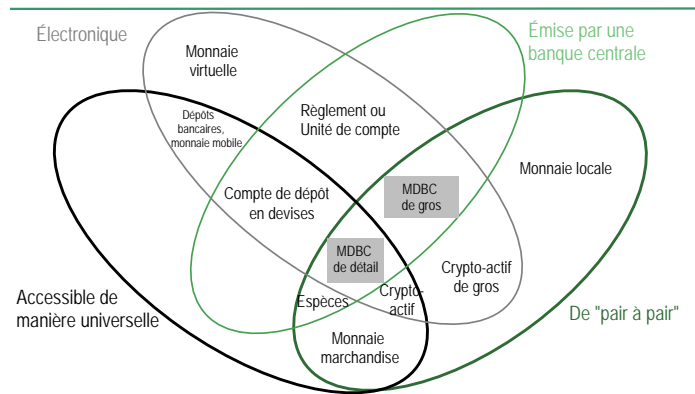 Électronique
Émise par une
banque centrale
Monnaie
virtuelle
Dépôts
bancaires,
monnaie mobile
Règlement ou
Unité de compte
Monnaie locale
MDBC
de gros
Compte de dépôt
en devises
MDBC
de détail
Crypto-actif
de gros
Accessible de
manière universelle
Espèces
Crypto-
actif
De "pair à pair"
Monnaie
marchandise